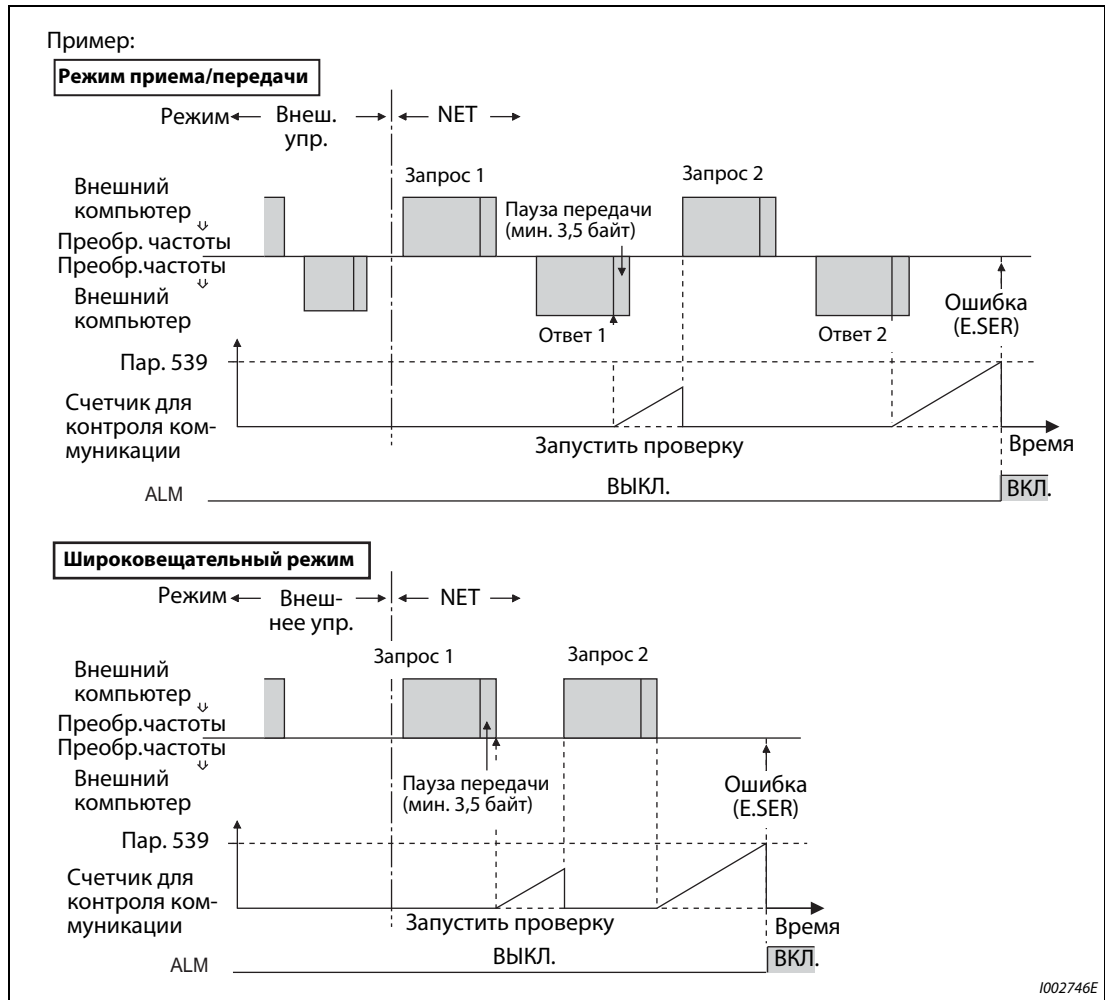 Пример:
Режим приема/передачи
Режим
Внеш.
упр.
NET
Запрос 1
Запрос 2
Внешний
компьютер
Преобр. частоты
Преобр.частоты
Внешний
компьютер
Пауза передачи
(мин. 3,5 байт)
Ответ 1
Ответ 2
Ошибка
(E.SER)
Пар. 539
Счетчик для
контроля ком-
муникации
Запустить проверку
Время
ALM
ВЫКЛ.
ВКЛ.
Широковещательный режим
Режим
Внеш-
нее упр.
NET
Запрос 1
Запрос 2
Внешний
компьютер
Преобр.частоты
Преобр.частоты
Внешний
компьютер
Пауза передачи
(мин. 3,5 байт)
Ошибка
(E.SER)
Пар. 539
Счетчик для
контроля ком-
муникации
Запустить проверку
Время
ALM
ВЫКЛ.
ВКЛ.
I002746E